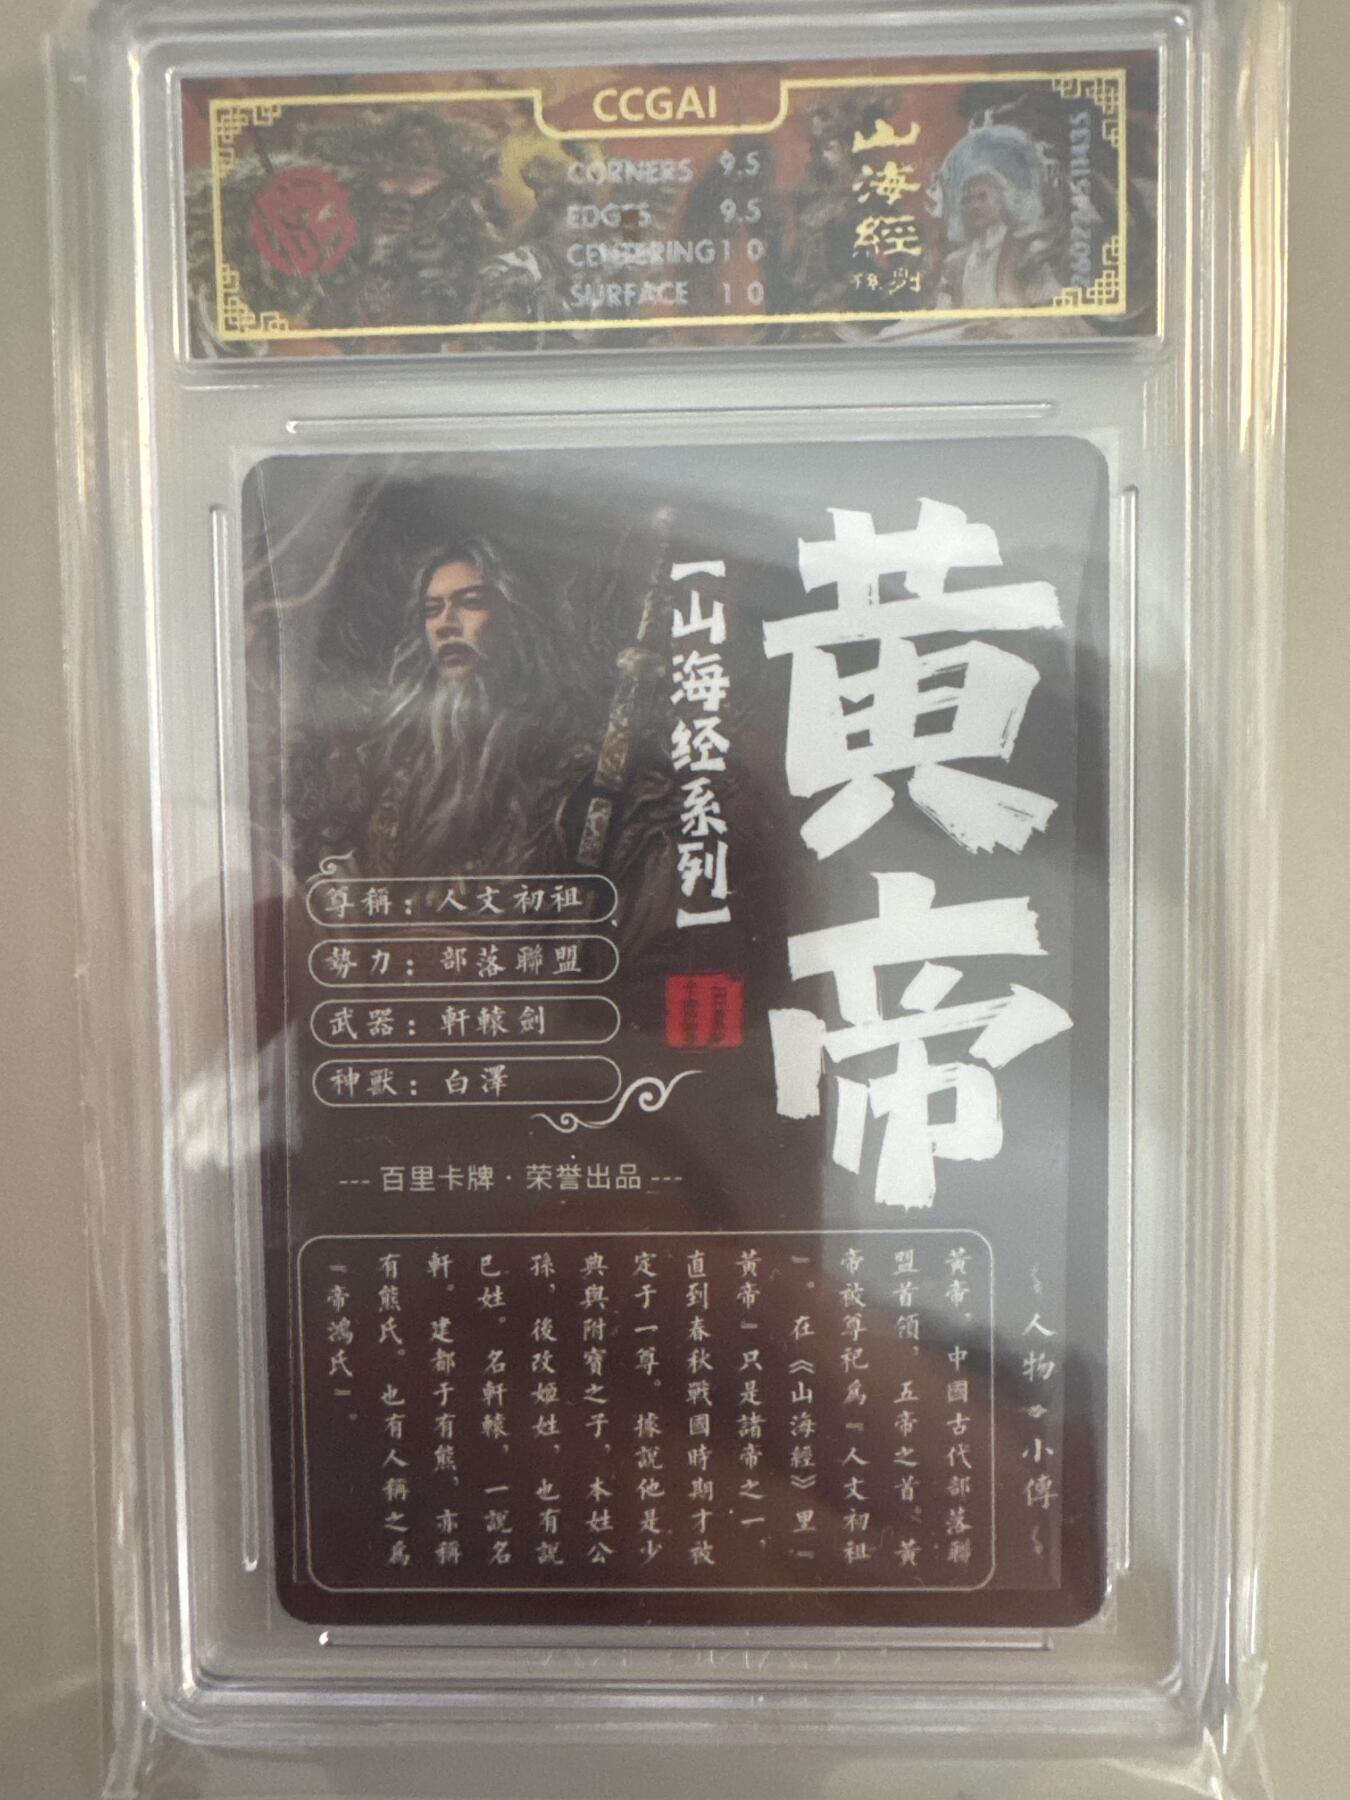 CCGAI
CORNERS 9.5
EDGES 9.5
CENTERING 10
SURFACE 10
山海經
黃帝
【山海经系列】
尊稱：人文初祖
勢力：部落聯盟
武器：軒轅劍
神獸：白澤
--- 百里卡牌·荣誉出品 ---
人物小傳
黃帝，中國古代部落聯
盟首領，五帝之首。黃
帝被尊祀爲『人文初祖
』。在《山海經》里『
黃帝』只是諸帝之一，
直到春秋戰國時期才被
定于一尊。據說他是少
典與附寶之子，本姓公
孫，後改姬姓，也有說
巳姓。名軒轅，一說名
軒。建都于有熊，亦稱
有熊氏。也有人稱之爲
『帝鴻氏』。